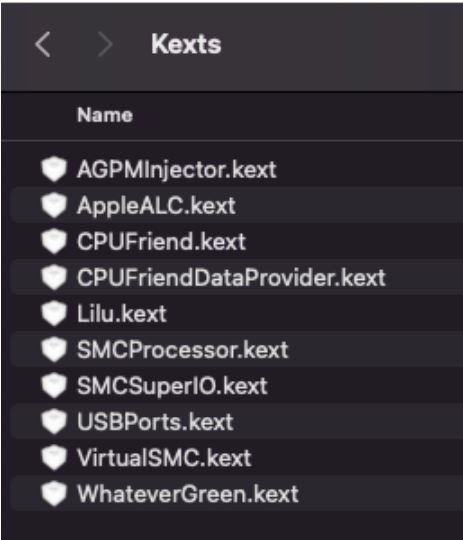 Kexts
Name
AGPMInjector.kext
AppleALC.kext
CPUFriend.kext
CPUFriendDataProvider.kext
Lilu.kext
SMCProcessor.kext
SMCSuperIO.kext
USBPorts.kext
VirtualSMC.kext
WhateverGreen.kext